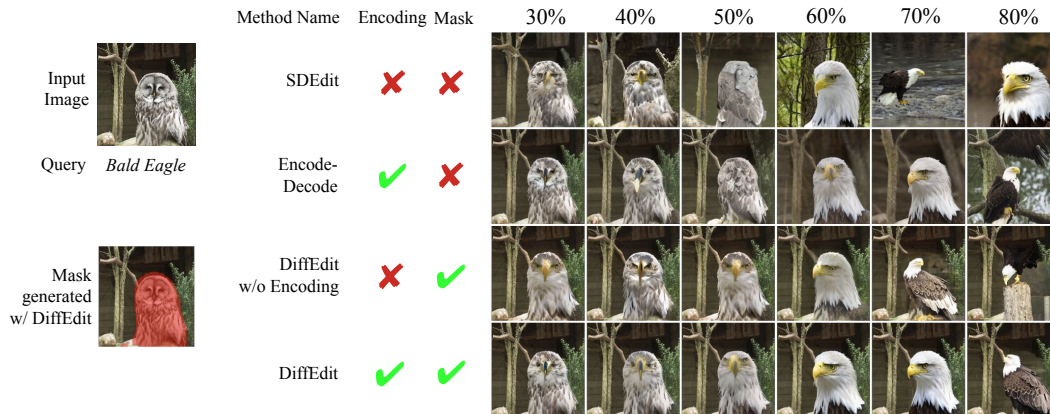 Method Name Encoding Mask 30% 40% 50% 60% 70% 80%
Input
Image
SDEdit
Query Bald Eagle
Encode-
Decode
Mask
generated
w/ DiffEdit
DiffEdit
w/o Encoding
DiffEdit